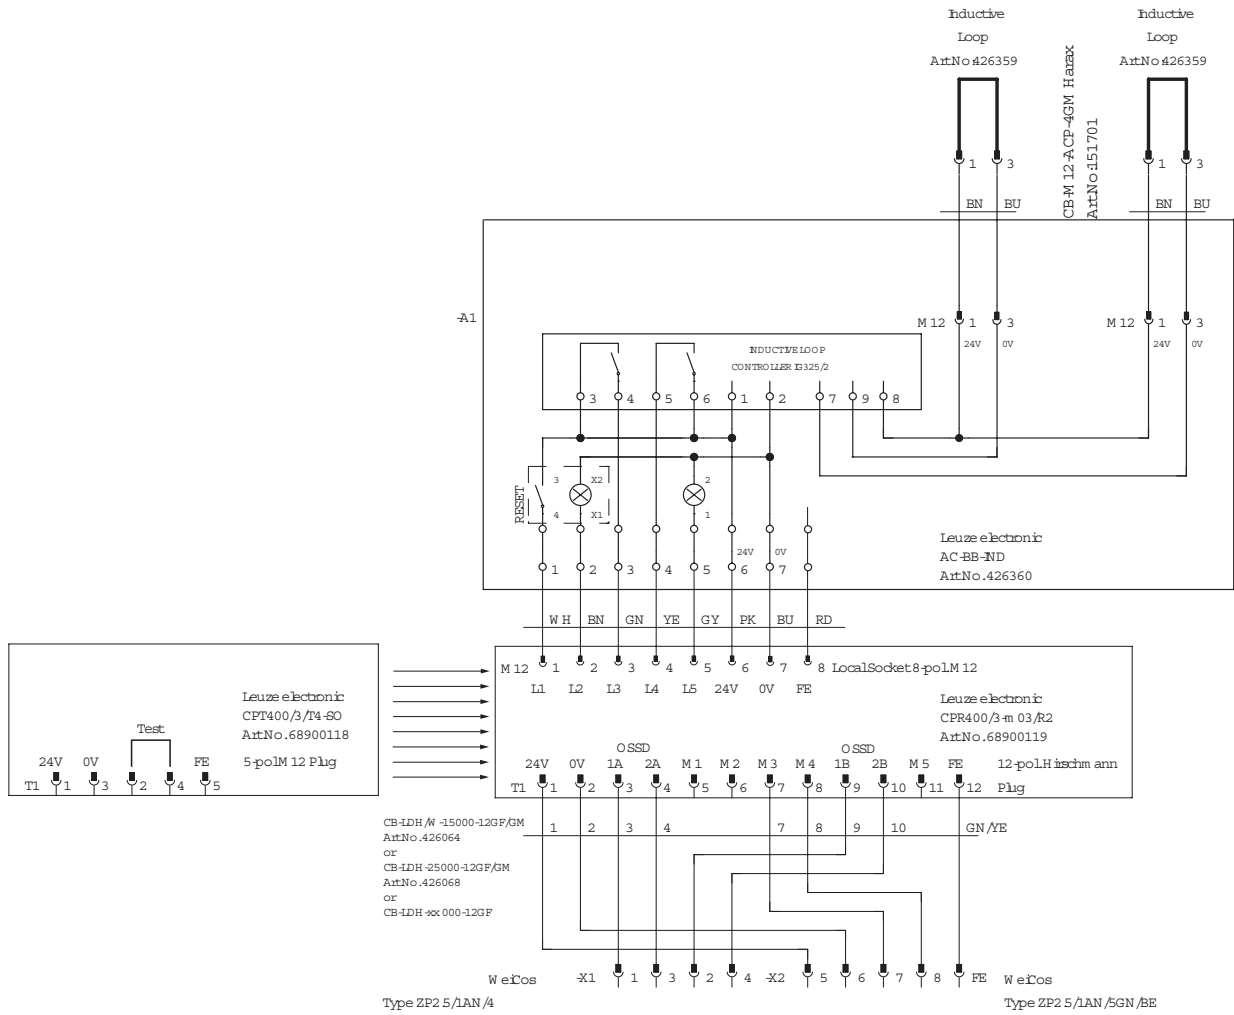 Inductive Inductive
Loop Loop
Art.No.:426359 Art.No.:426359
CB-M12-ACP-4GM Harax
Art.No.:151701
1 3 1 3
BN BU BN BU
-A1
M12 1 3 M12 1 3
24V 0V 24V 0V
INDUCTIVE LOOP
CONTROLLER IG325/2
3 4 5 6 1 2 7 9 8
RESET
3 X2 2
4 X1 1
24V 0V
1 2 3 4 5 6 7
Leuze electronic
AC-BB-IND
Art.No. 426360
WH BN GN YE GY PK BU RD
M12 1 2 3 4 5 6 7 8 Local Socket 8-pol. M12
L1 L2 L3 L4 L5 24V 0V FE
Leuze electronic
CPT400/3/T4-SO
Art.No. 68900118
Test
24V 0V FE 5-pol. M12 Plug
T1 1 3 2 4 5
Leuze electronic
CPR400/3-m03/R2
Art.No. 68900119
OSSD OSSD
24V 0V 1A 2A M1 M2 M3 M4 1B 2B M5 FE 12-pol. Hirschmann
T1 1 2 3 4 5 6 7 8 9 10 11 12 Plug
1 2 3 4 7 8 9 10 GN/YE
CB-LDH/W-15000-12GF/GM
Art.No. 426064
or
CB-LDH-25000-12GF/GM
Art.No. 426068
or
CB-LDH-xx000-12GF
WeiCos -X1 1 3 2 4 -X2 5 6 7 8 FE WeiCos
Type ZP2.5/1AN/4 Type ZP2.5/1AN/5GN/BE